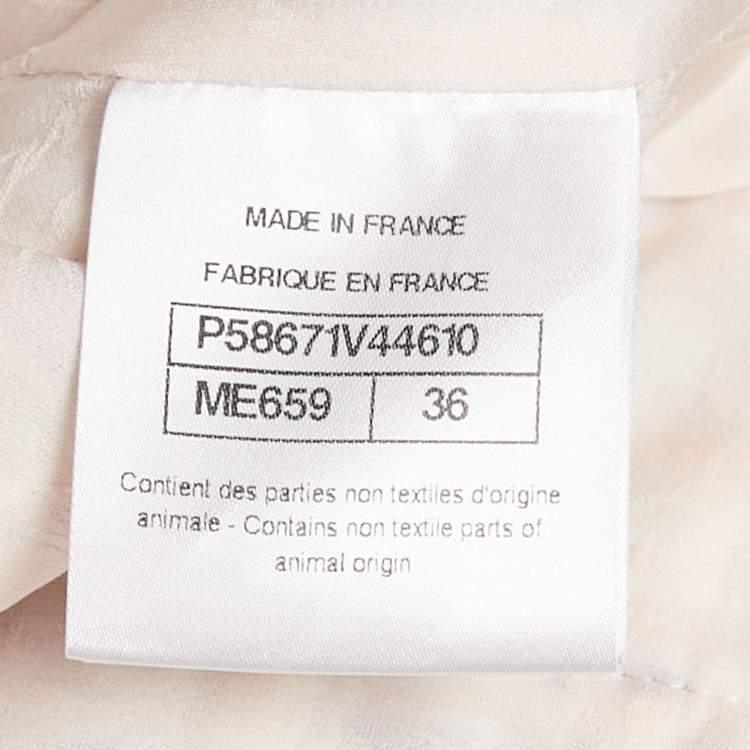 MADE IN FRANCE
FABRIQUE EN FRANCE
P58671V44610
ME659 36
Contient des parties non textiles d'origine
animale - Contains non textile parts of
animal origin